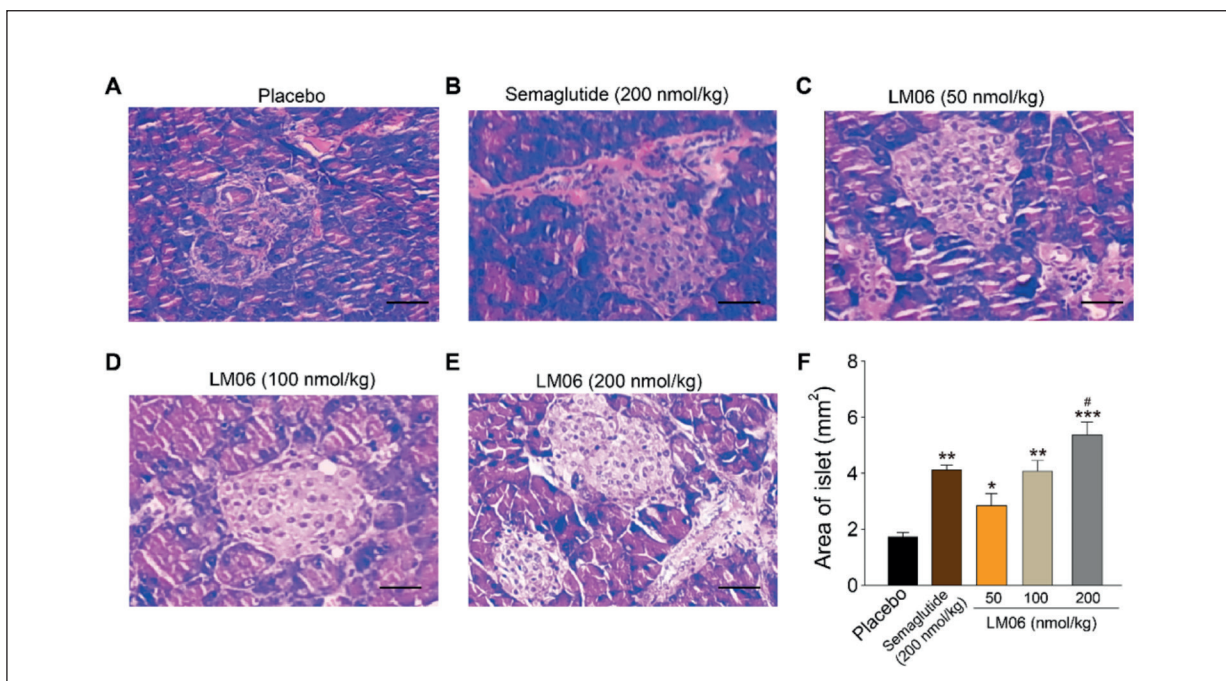 A
Placebo
B
Semaglutide (200 nmol/kg)
C
LM06 (50 nmol/kg)
D
LM06 (100 nmol/kg)
E
LM06 (200 nmol/kg)
F
Area of islet (mm²)
8
6
4
2
0
**
*
**
#
***
Placebo
Semaglutide
(200 nmol/kg)
50 100 200
LM06 (nmol/kg)